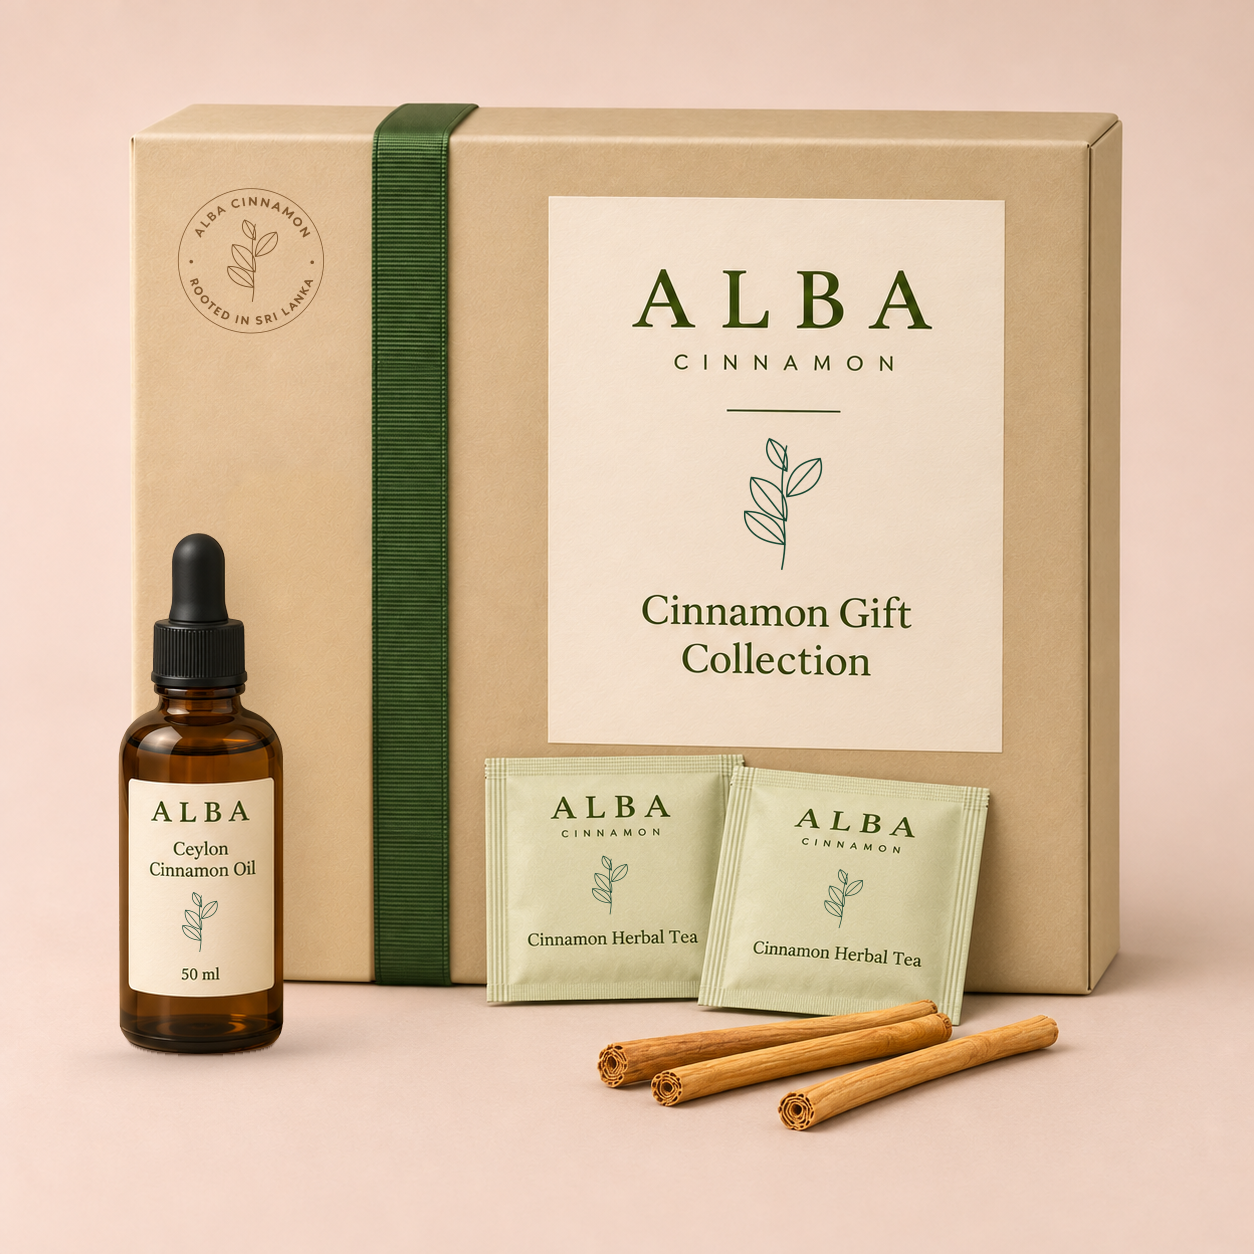 ALBA CINNAMON
ROOTED IN SRI LANKA
ALBA
CINNAMON
Cinnamon Gift
Collection
ALBA
Ceylon
Cinnamon Oil
50 ml
ALBA
CINNAMON
Cinnamon Herbal Tea
ALBA
CINNAMON
Cinnamon Herbal Tea